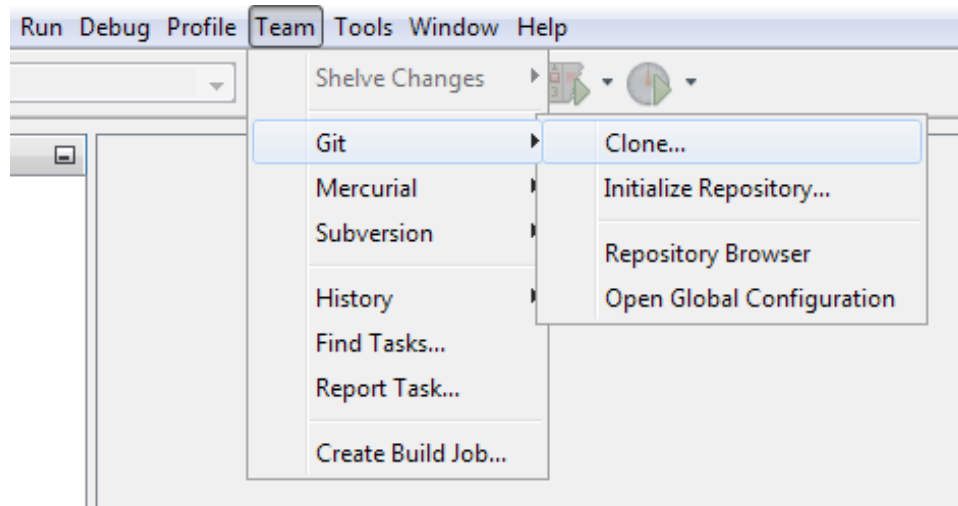 Run Debug Profile Team Tools Window Help
Shelve Changes
Git
Mercurial
Subversion
History
Find Tasks...
Report Task...
Create Build Job...
Clone...
Initialize Repository...
Repository Browser
Open Global Configuration